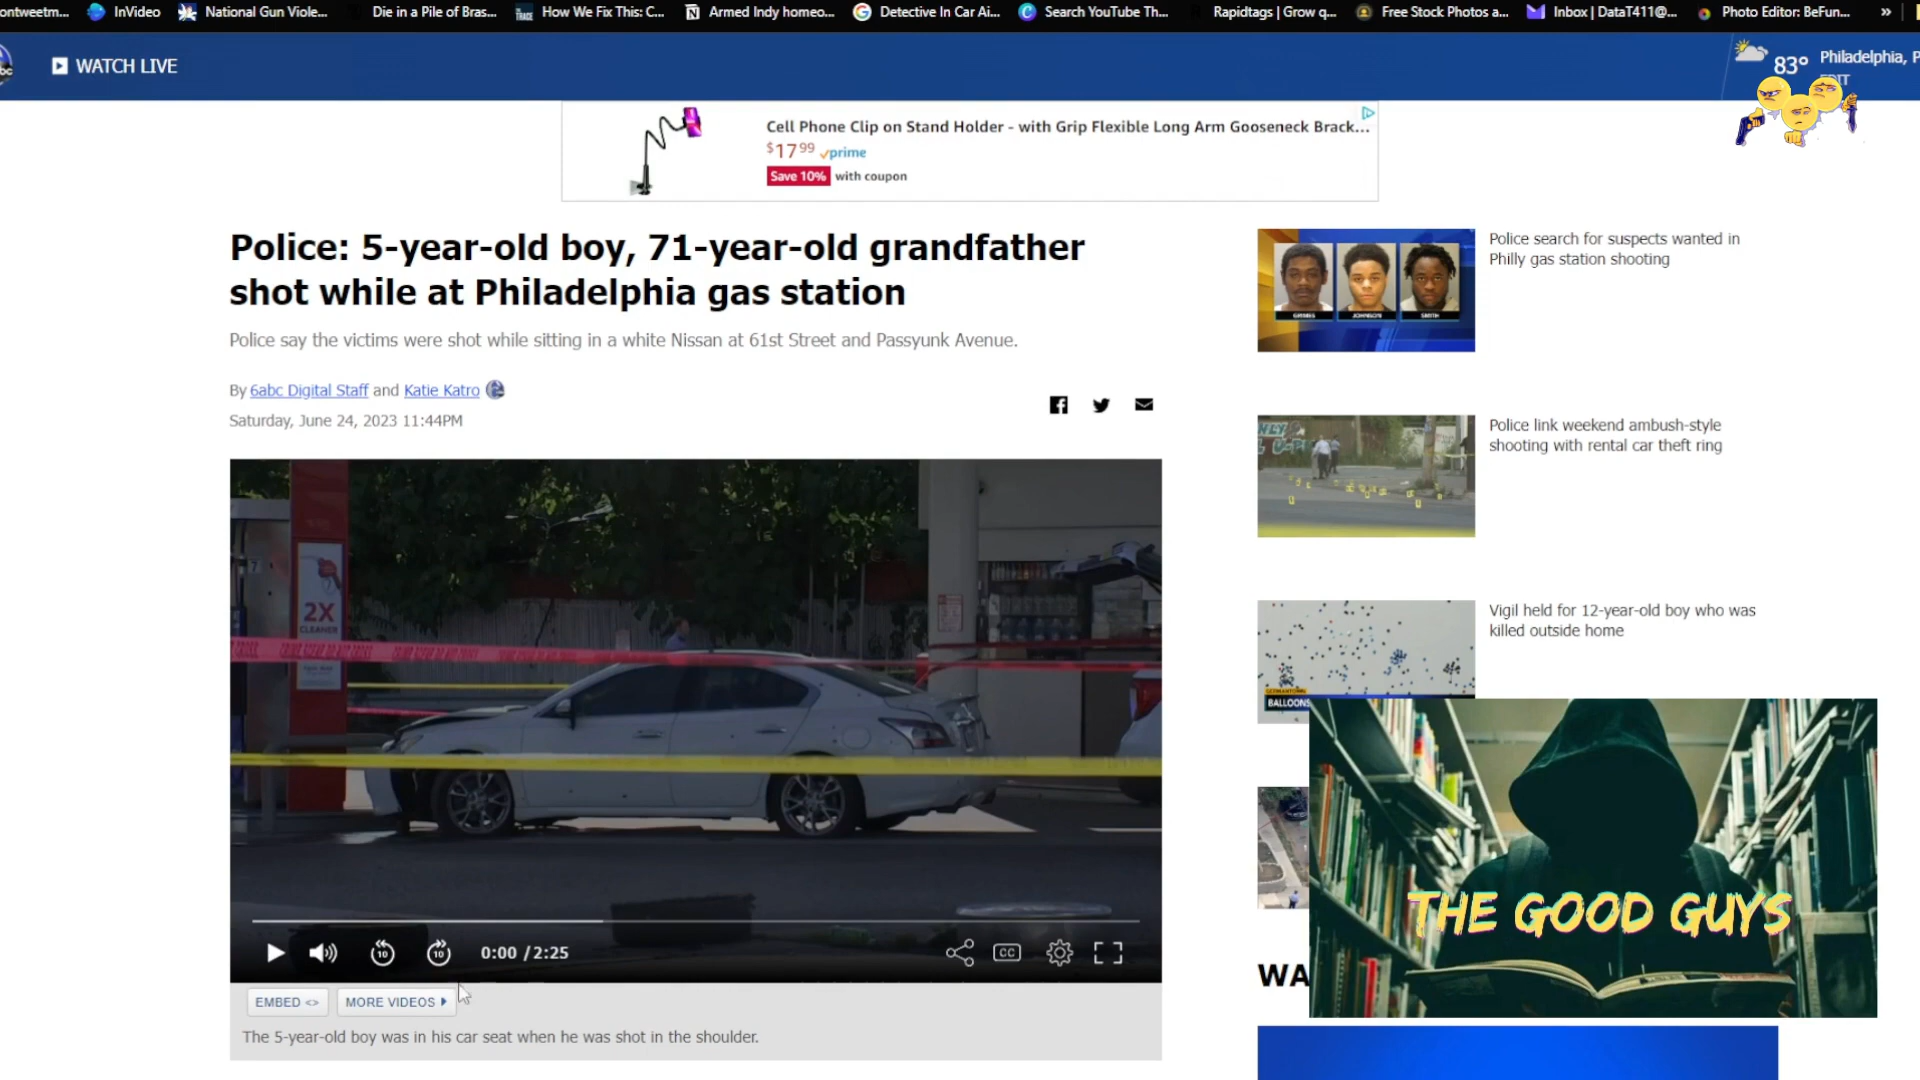 ontweetm...
InVideo
National Gun Viole...
Die in a Pile of Bras...
How We Fix This: C...
Armed Indy homeo...
Detective In Car Ai...
Search YouTube Th...
Rapidtags | Grow q...
Free Stock Photos a...
Inbox | DataT411@...
Photo Editor: BeFun...
»
WATCH LIVE
83°
Philadelphia, P
EDIT
Cell Phone Clip on Stand Holder - with Grip Flexible Long Arm Gooseneck Brack...
$17 99 prime
Save 10% with coupon
Police: 5-year-old boy, 71-year-old grandfather
shot while at Philadelphia gas station
Police say the victims were shot while sitting in a white Nissan at 61st Street and Passyunk Avenue.
By 6abc Digital Staff and Katie Katro
Saturday, June 24, 2023 11:44PM
2X
CLEANER
10
10
0:00 / 2:25
CC
EMBED <>
MORE VIDEOS
The 5-year-old boy was in his car seat when he was shot in the shoulder.
GRIMES
JOHNSON
SMITH
Police search for suspects wanted in
Philly gas station shooting
Police link weekend ambush-style
shooting with rental car theft ring
Vigil held for 12-year-old boy who was
killed outside home
GERMANTOWN
BALLOONS
THE GOOD GUYS
WA